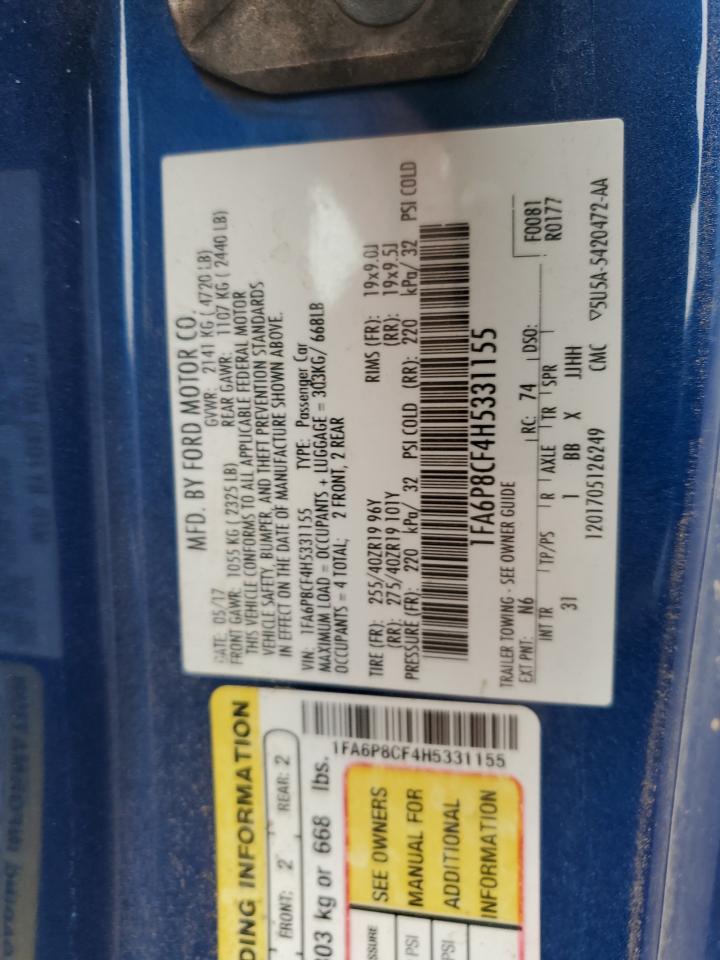 MFD. BY FORD MOTOR CO.
DATE: 05/17 GVWR: 2141 KG ( 4720 LB)
FRONT GAWR: 1055 KG ( 2325 LB) REAR GAWR: 1107 KG ( 2440 LB)
THIS VEHICLE CONFORMS TO ALL APPLICABLE FEDERAL MOTOR
VEHICLE SAFETY, BUMPER, AND THEFT PREVENTION STANDARDS
IN EFFECT ON THE DATE OF MANUFACTURE SHOWN ABOVE.
VIN: 1FA6P8CF4H5331155 TYPE: Passenger Car
MAXIMUM LOAD = OCCUPANTS + LUGGAGE = 303KG/ 668LB
OCCUPANTS = 4 TOTAL; 2 FRONT, 2 REAR
TIRE (FR): 255/40ZR19 96Y RIMS (FR): 19x9.0J
(RR): 275/40ZR19 101Y (RR): 19x9.5J
PRESSURE (FR): 220 kPa/ 32 PSI COLD (RR): 220 kPa/ 32 PSI COLD
1FA6P8CF4H5331155
TRAILER TOWING - SEE OWNER GUIDE F0081
EXT PNT: N6 RC: 74 DSO: R0177
INT TR TP/PS R AXLE TR SPR
31 1 BB X JJHH
1201705126249 CMC ▽5U5A-5420472-AA
DING INFORMATION
FRONT: 2 REAR: 2
303 kg or 668 lbs.
1FA6P8CF4H5331155
SEE OWNERS
MANUAL FOR
ADDITIONAL
INFORMATION
PSI
PSI